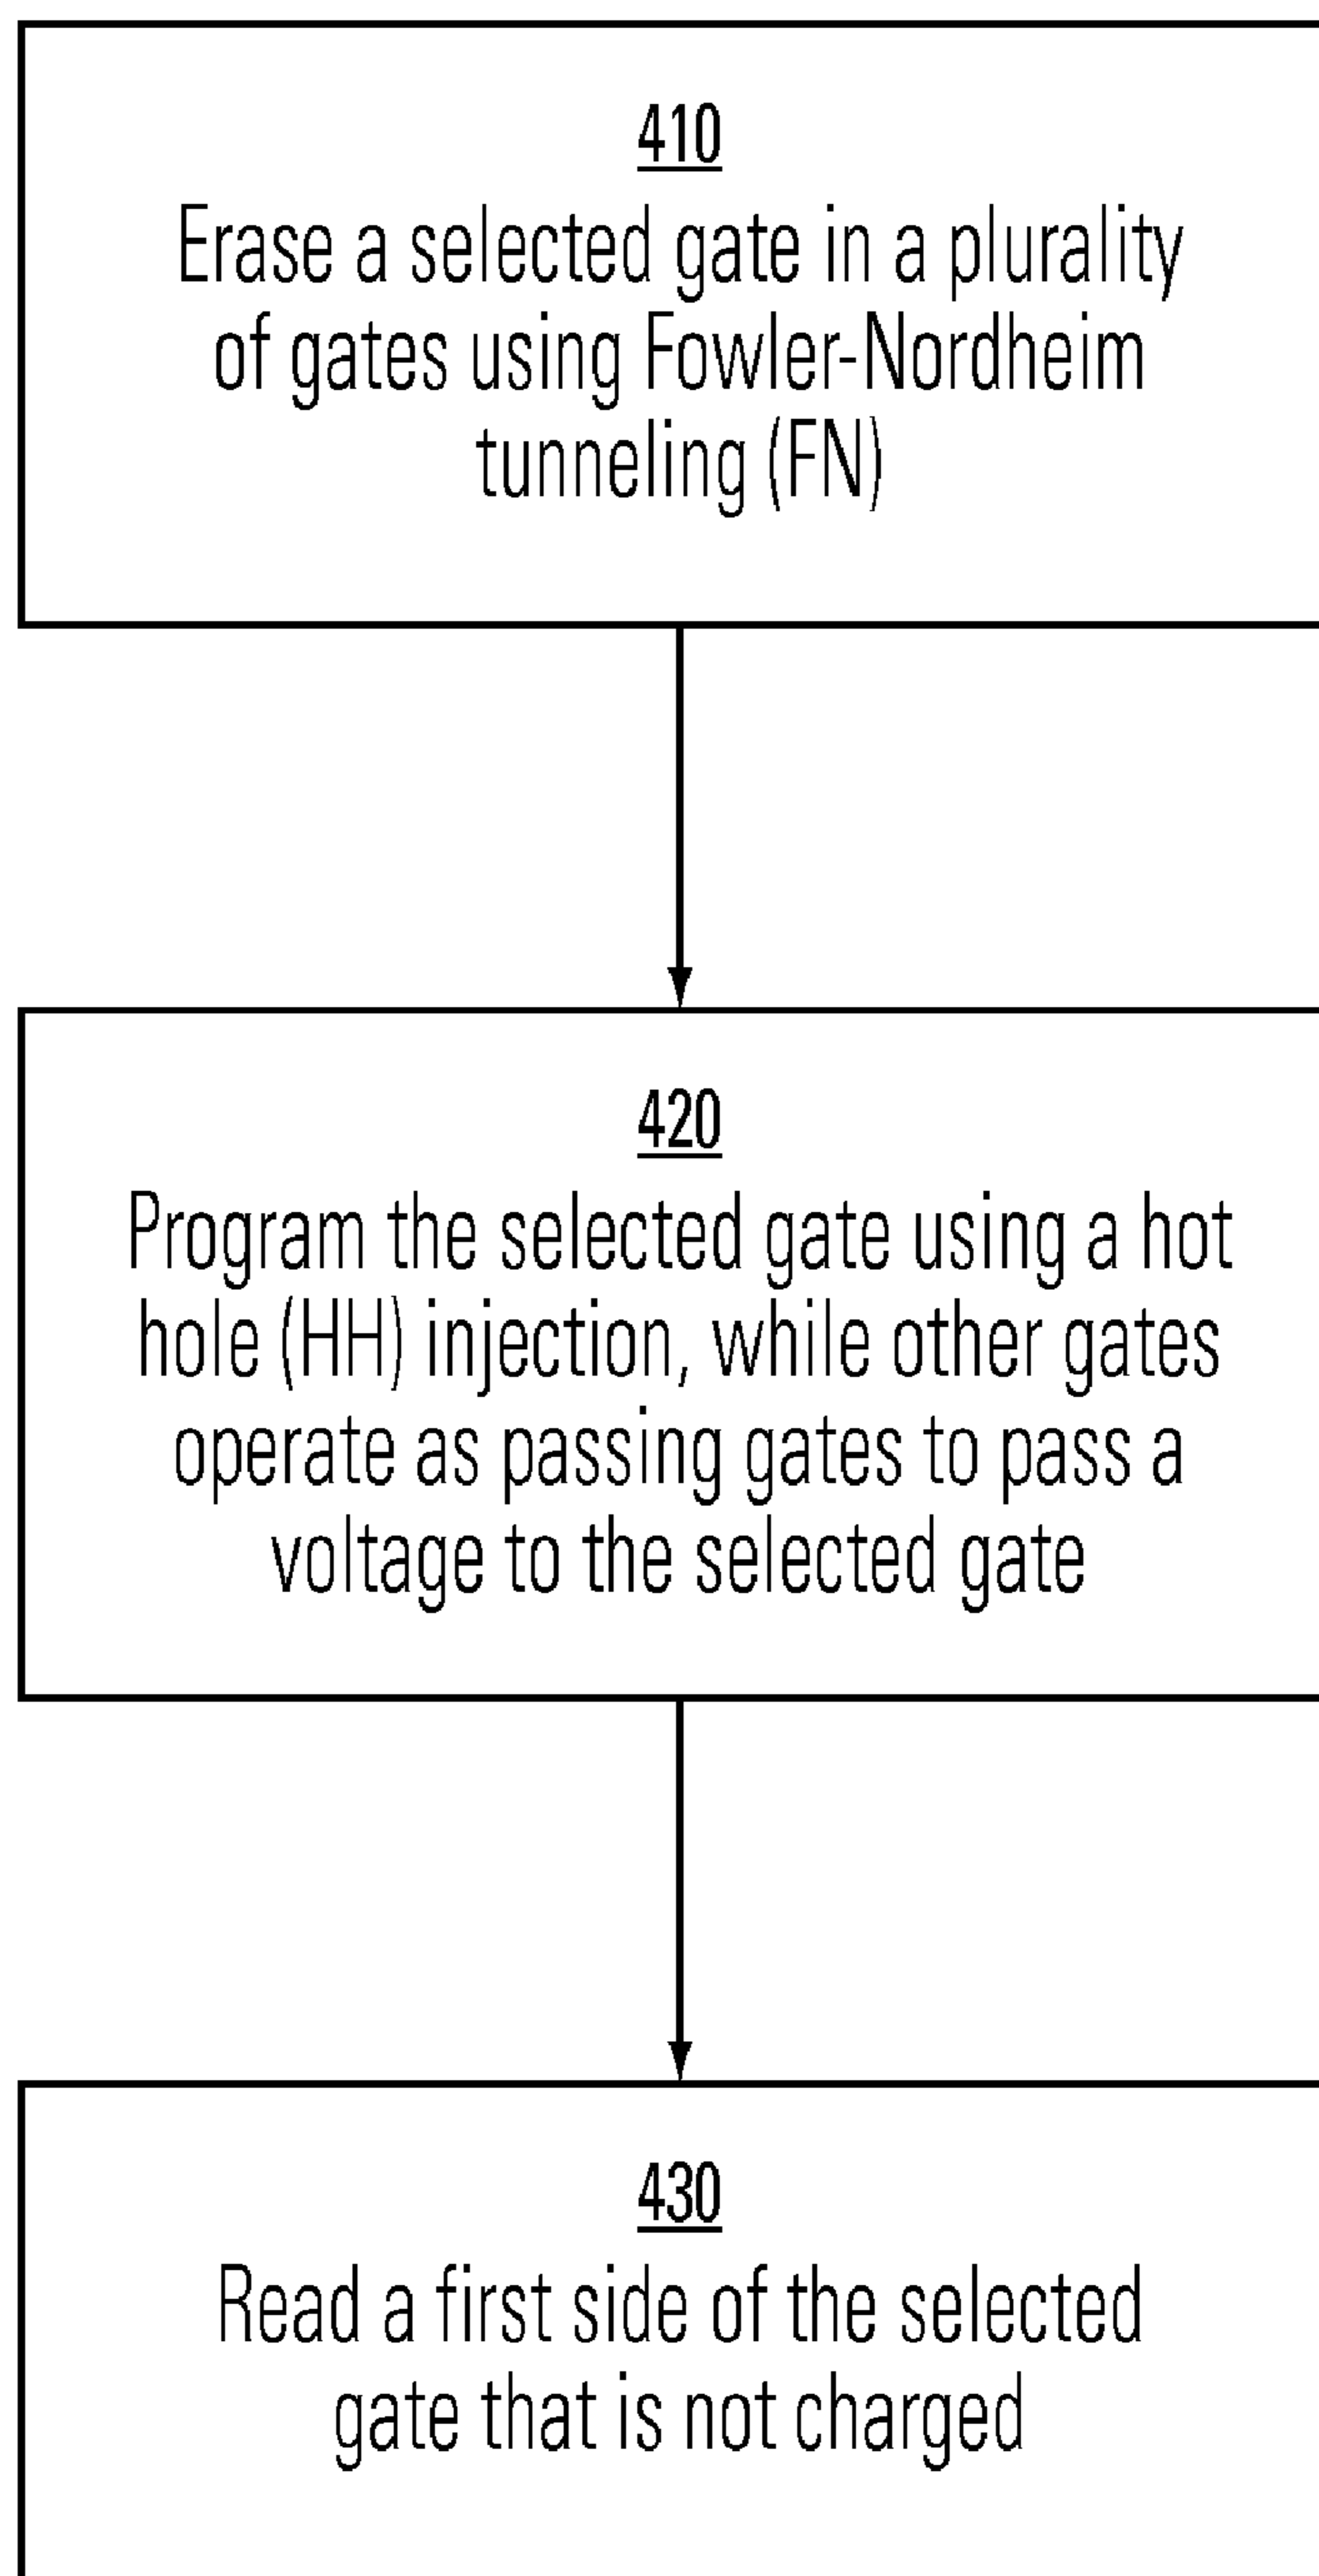 410
Erase a selected gate in a plurality
of gates using Fowler-Nordheim
tunneling (FN)
420
Program the selected gate using a hot
hole (HH) injection, while other gates
operate as passing gates to pass a
voltage to the selected gate
430
Read a first side of the selected
gate that is not charged